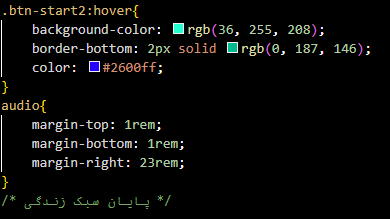 .btn-start2:hover{
background-color: rgb(36, 255, 208);
border-bottom: 2px solid rgb(0, 187, 146);
color: #2600ff;
}
audio{
margin-top: 1rem;
margin-bottom: 1rem;
margin-right: 23rem;
}
/* پایان سبک زندگی */